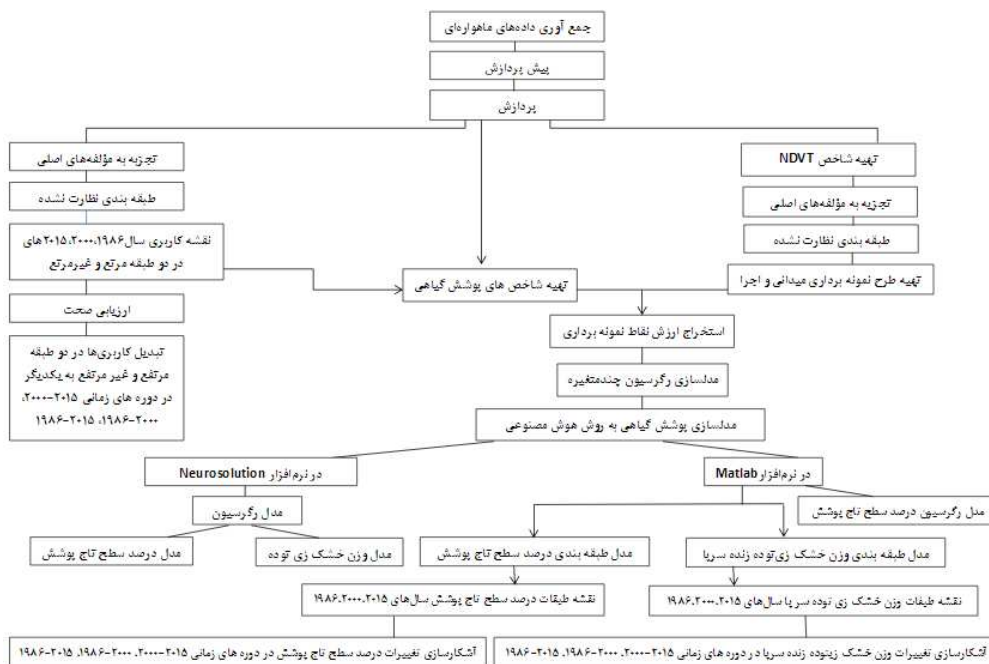 جمع آوری داده‌های ماهواره‌ای
پیش پردازش
پردازش
تجزیه به مؤلفه‌های اصلی
طبقه بندی نظارت نشده
نقشه کاربری سال۱۹۸۶،۲۰۰۰،۲۰۱۵های
در دو طبقه مرتع و غیرمرتع
ارزیابی صحت
تبدیل کاربری‌ها در دو طبقه
مرتفع و غیر مرتفع به یکدیگر
در دوره های زمانی ۲۰۱۵-۲۰۰۰،
۲۰۰۰-۱۹۸۶، ۲۰۱۵-۱۹۸۶
تهیه شاخص NDVT
تجزیه به مؤلفه‌های اصلی
طبقه بندی نظارت نشده
تهیه طرح نمونه برداری میدانی و اجرا
تهیه شاخص های پوشش گیاهی
استخراج ارزش نقاط نمونه برداری
مدلسازی رگرسیون چندمتغیره
مدلسازی پوشش گیاهی به روش هوش مصنوعی
در نرم‌افزار Matlab
در نرم‌افزار Neurosolution
مدل رگرسیون درصد سطح تاج پوشش
مدل رگرسیون
مدل طبقه بندی وزن خشک زی‌توده زنده سرپا
مدل طبقه بندی درصد سطح تاج پوشش
مدل وزن خشک زی توده
مدل درصد سطح تاج پوشش
نقشه طبقات وزن خشک زی توده سرپا سال‌های ۱۹۸۶،۲۰۰۰،۲۰۱۵
نقشه طبقات درصد سطح تاج پوشش سال‌های ۱۹۸۶،۲۰۰۰،۲۰۱۵
آشکارسازی تغییرات وزن خشک زیتوده زنده سرپا در دوره های زمانی ۲۰۱۵-۲۰۰۰، ۲۰۰۰-۱۹۸۶، ۲۰۱۵-۱۹۸۶
آشکارسازی تغییرات درصد سطح تاج پوشش در دوره های زمانی ۲۰۱۵-۲۰۰۰، ۲۰۰۰-۱۹۸۶، ۲۰۱۵-۱۹۸۶